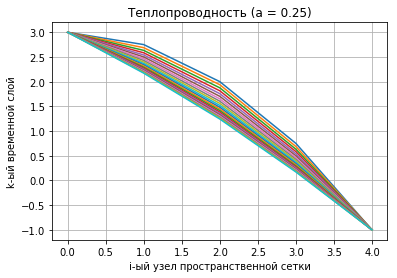 Теплопроводность (a = 0.25)
k-ый временной слой
3.0
2.5
2.0
1.5
1.0
0.5
0.0
−0.5
−1.0
0.0 0.5 1.0 1.5 2.0 2.5 3.0 3.5 4.0
i-ый узел пространственной сетки